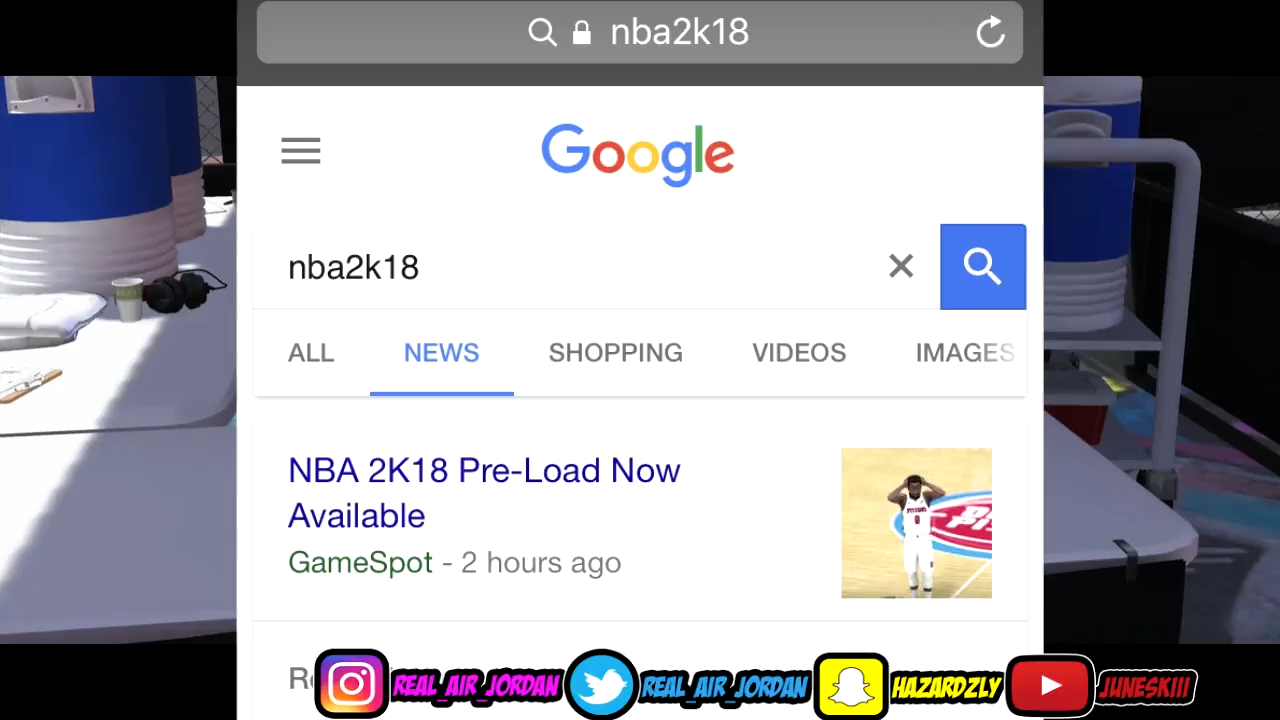 nba2k18
Google
nba2k18
ALL NEWS SHOPPING VIDEOS IMAGES
NBA 2K18 Pre-Load Now
Available
GameSpot - 2 hours ago
REAL_AIR_JORDAN REAL_AIR_JORDAN HAZARDZLY JUNESKIII